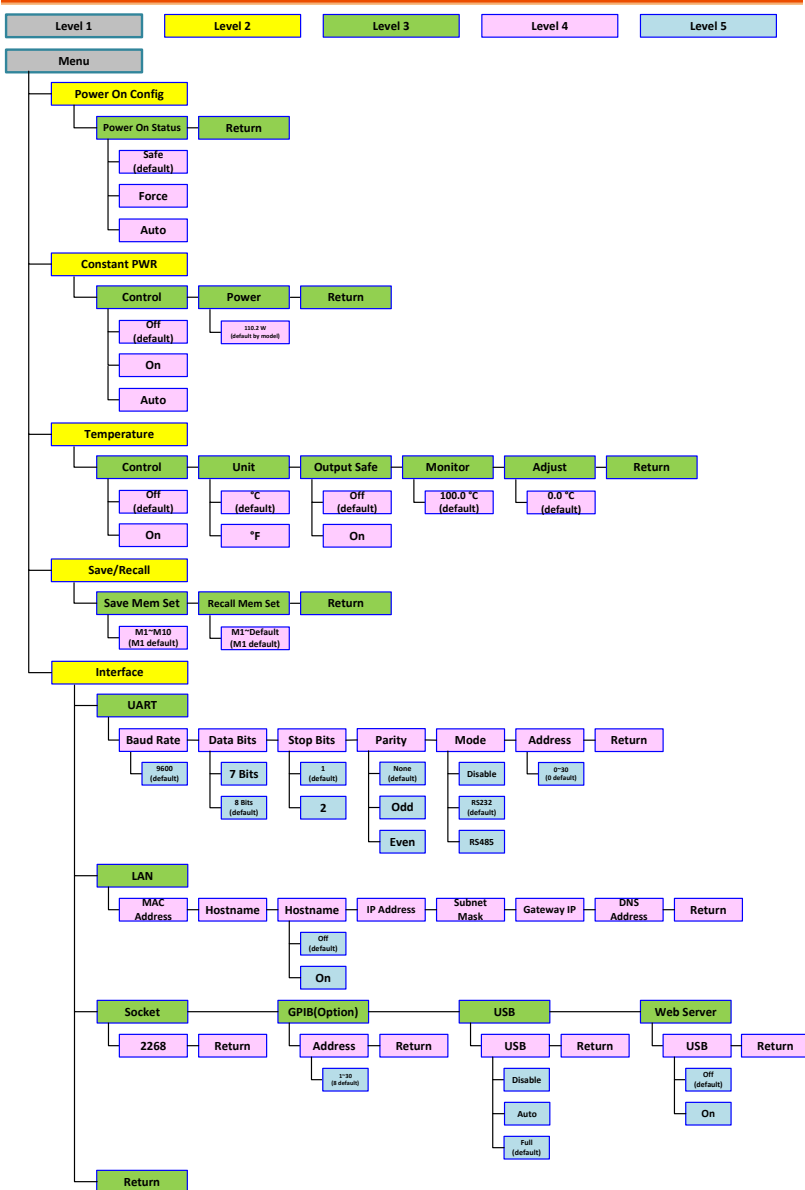 Level 1
Level 2
Level 3
Level 4
Level 5
Menu
Power On Config
Power On Status
Return
Safe
(default)
Force
Auto
Constant PWR
Control
Power
Return
Off
(default)
110.2 W
(default by model)
On
Auto
Temperature
Control
Unit
Output Safe
Monitor
Adjust
Return
Off
(default)
°C
(default)
Off
(default)
100.0 °C
(default)
0.0 °C
(default)
On
°F
On
Save/Recall
Save Mem Set
Recall Mem Set
Return
M1~M10
(M1 default)
M1~Default
(M1 default)
Interface
UART
Baud Rate
Data Bits
Stop Bits
Parity
Mode
Address
Return
9600
(default)
7 Bits
1
(default)
None
(default)
Disable
0~30
(0 default)
8 Bits
(default)
2
Odd
RS232
(default)
Even
RS485
LAN
MAC
Address
Hostname
Hostname
IP Address
Subnet
Mask
Gateway IP
DNS
Address
Return
Off
(default)
On
Socket
GPIB(Option)
USB
Web Server
2268
Return
Address
Return
USB
Return
USB
Return
1~30
(8 default)
Disable
Off
(default)
Auto
On
Full
(default)
Return